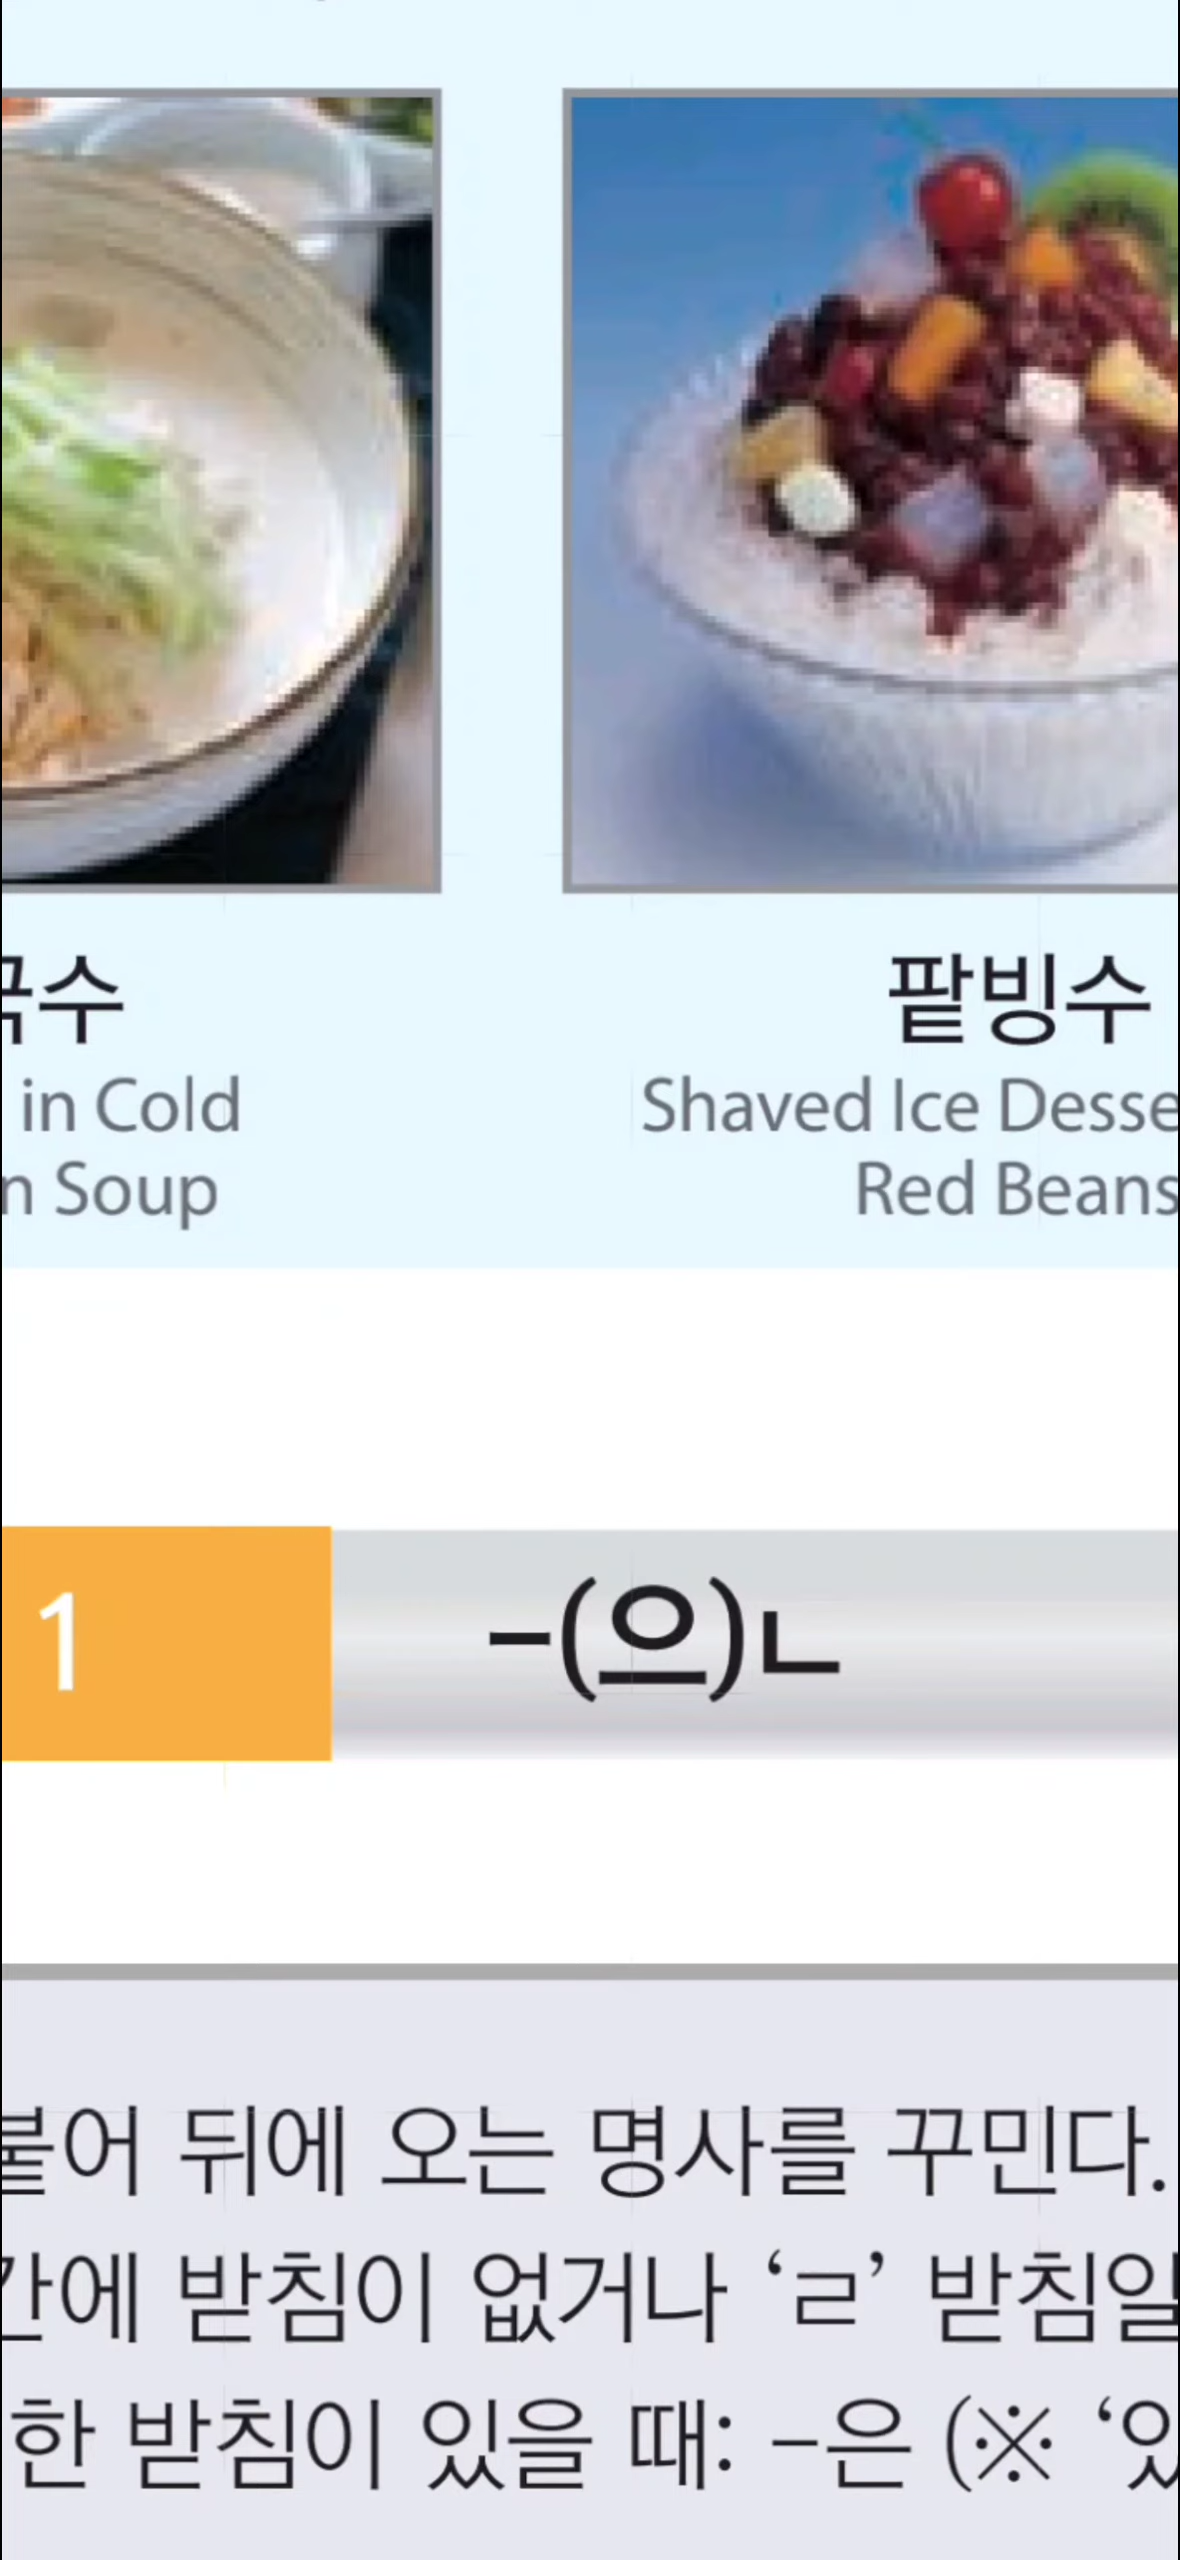 수
팥빙수
in Cold
Shaved Ice
Soup
Red Beans
1
-(으)ㄴ
붙어 뒤에 오는 명사를 꾸민다.
간에 받침이 없거나 ‘ㄹ’ 받침일
한 받침이 있을 때: -은 (※ ‘있